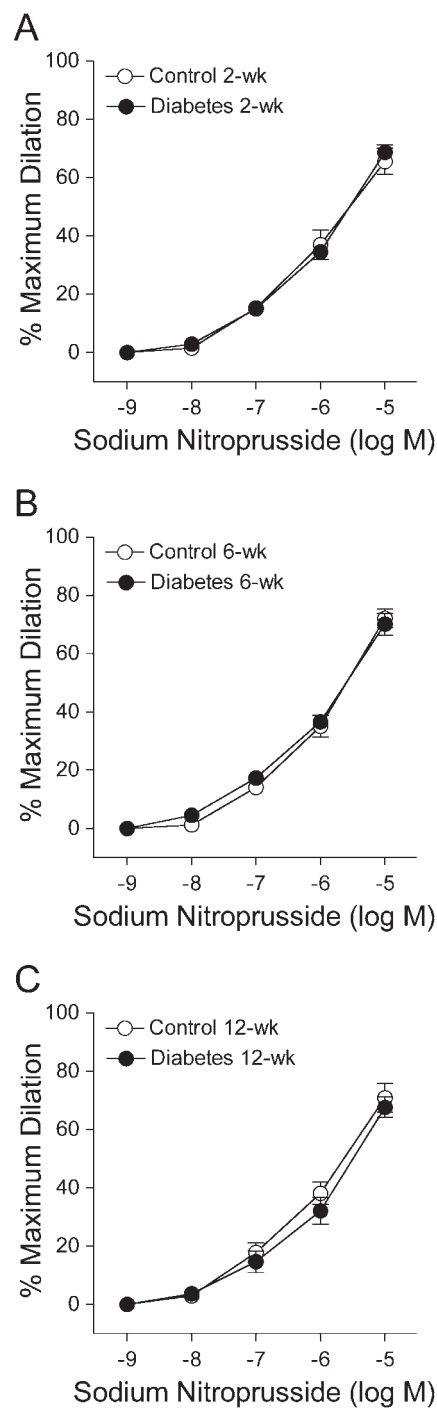 A
100
Control 2-wk
Diabetes 2-wk
80
60
40
20
0
% Maximum Dilation
-9 -8 -7 -6 -5
Sodium Nitroprusside (log M)
B
100
Control 6-wk
Diabetes 6-wk
80
60
40
20
0
% Maximum Dilation
-9 -8 -7 -6 -5
Sodium Nitroprusside (log M)
C
100
Control 12-wk
Diabetes 12-wk
80
60
40
20
0
% Maximum Dilation
-9 -8 -7 -6 -5
Sodium Nitroprusside (log M)